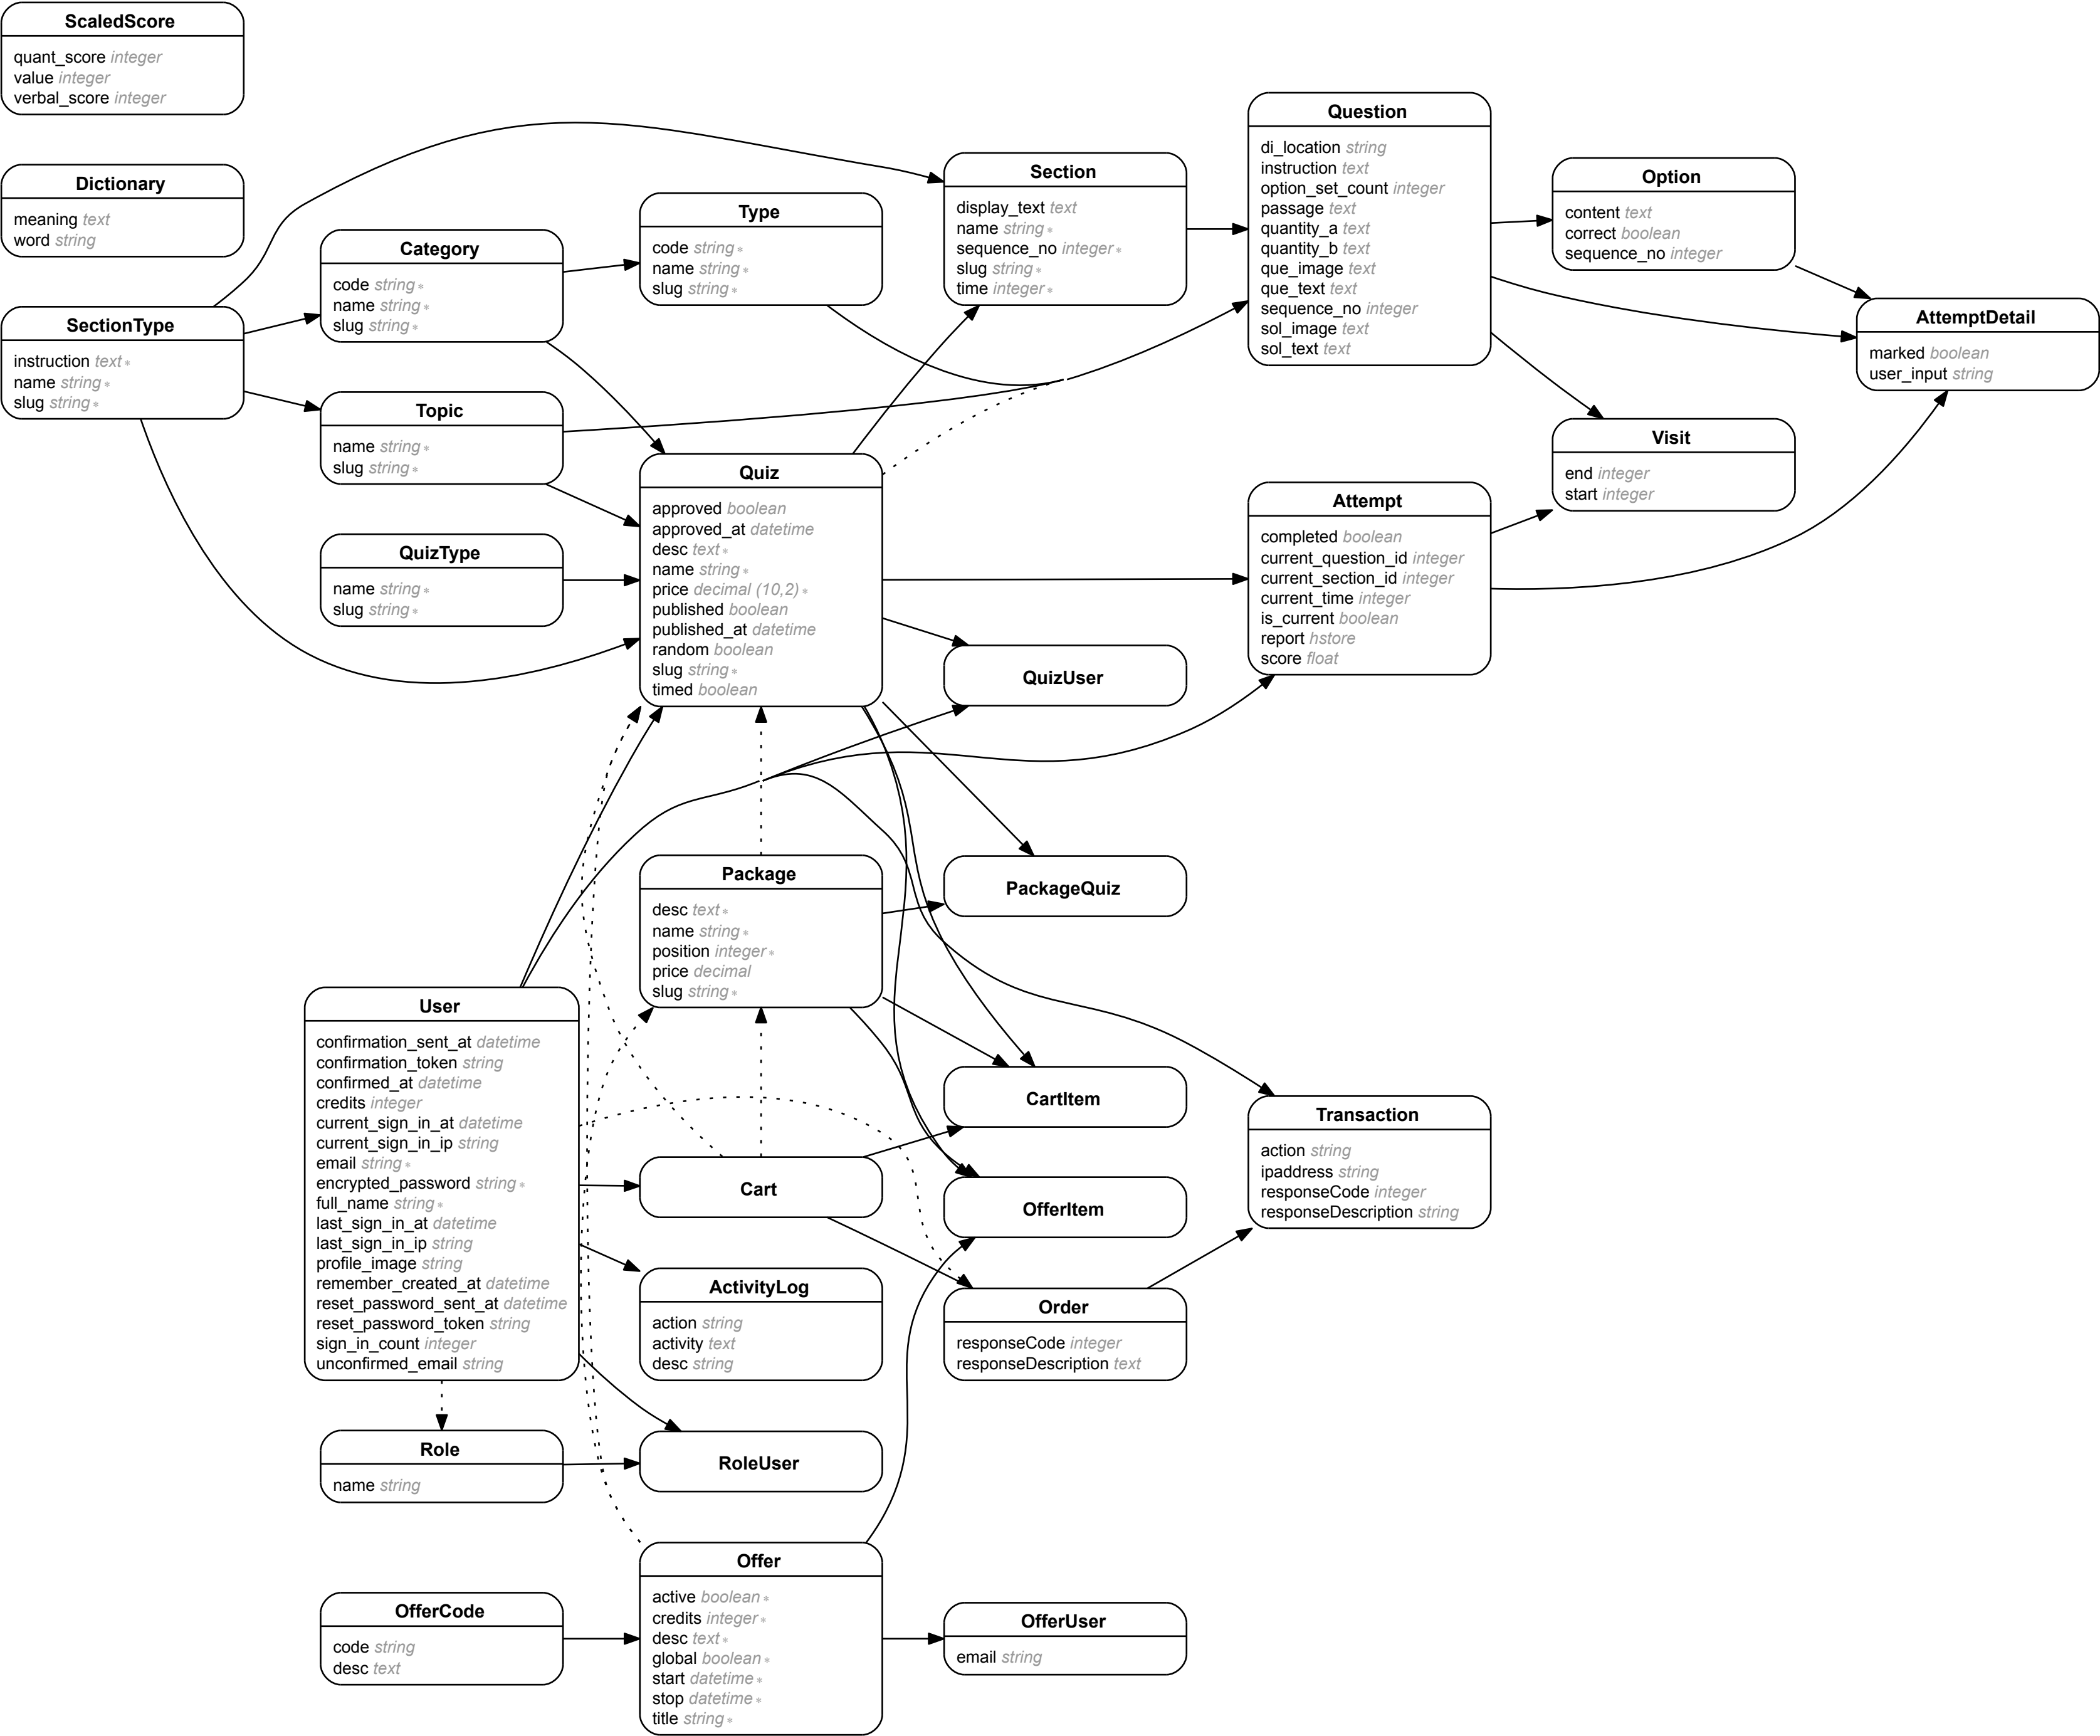 ScaledScore
quant_score integer
value integer
verbal_score integer
Dictionary
meaning text
word string
SectionType
instruction text *
name string *
slug string *
Category
code string *
name string *
slug string *
Topic
name string *
slug string *
QuizType
name string *
slug string *
Type
code string *
name string *
slug string *
Quiz
approved boolean
approved_at datetime
desc text *
name string *
price decimal (10,2) *
published boolean
published_at datetime
random boolean
slug string *
timed boolean
Section
display_text text
name string *
sequence_no integer *
slug string *
time integer *
Question
di_location string
instruction text
option_set_count integer
passage text
quantity_a text
quantity_b text
que_image text
que_text text
sequence_no integer
sol_image text
sol_text text
Option
content text
correct boolean
sequence_no integer
AttemptDetail
marked boolean
user_input string
Visit
end integer
start integer
Attempt
completed boolean
current_question_id integer
current_section_id integer
current_time integer
is_current boolean
report hstore
score float
QuizUser
PackageQuiz
Package
desc text *
name string *
position integer *
price decimal
slug string *
User
confirmation_sent_at datetime
confirmation_token string
confirmed_at datetime
credits integer
current_sign_in_at datetime
current_sign_in_ip string
email string *
encrypted_password string *
full_name string *
last_sign_in_at datetime
last_sign_in_ip string
profile_image string
remember_created_at datetime
reset_password_sent_at datetime
reset_password_token string
sign_in_count integer
unconfirmed_email string
CartItem
Cart
OfferItem
Transaction
action string
ipaddress string
responseCode integer
responseDescription string
ActivityLog
action string
activity text
desc string
Order
responseCode integer
responseDescription text
Role
name string
RoleUser
Offer
active boolean *
credits integer *
desc text *
global boolean *
start datetime *
stop datetime *
title string *
OfferCode
code string
desc text
OfferUser
email string